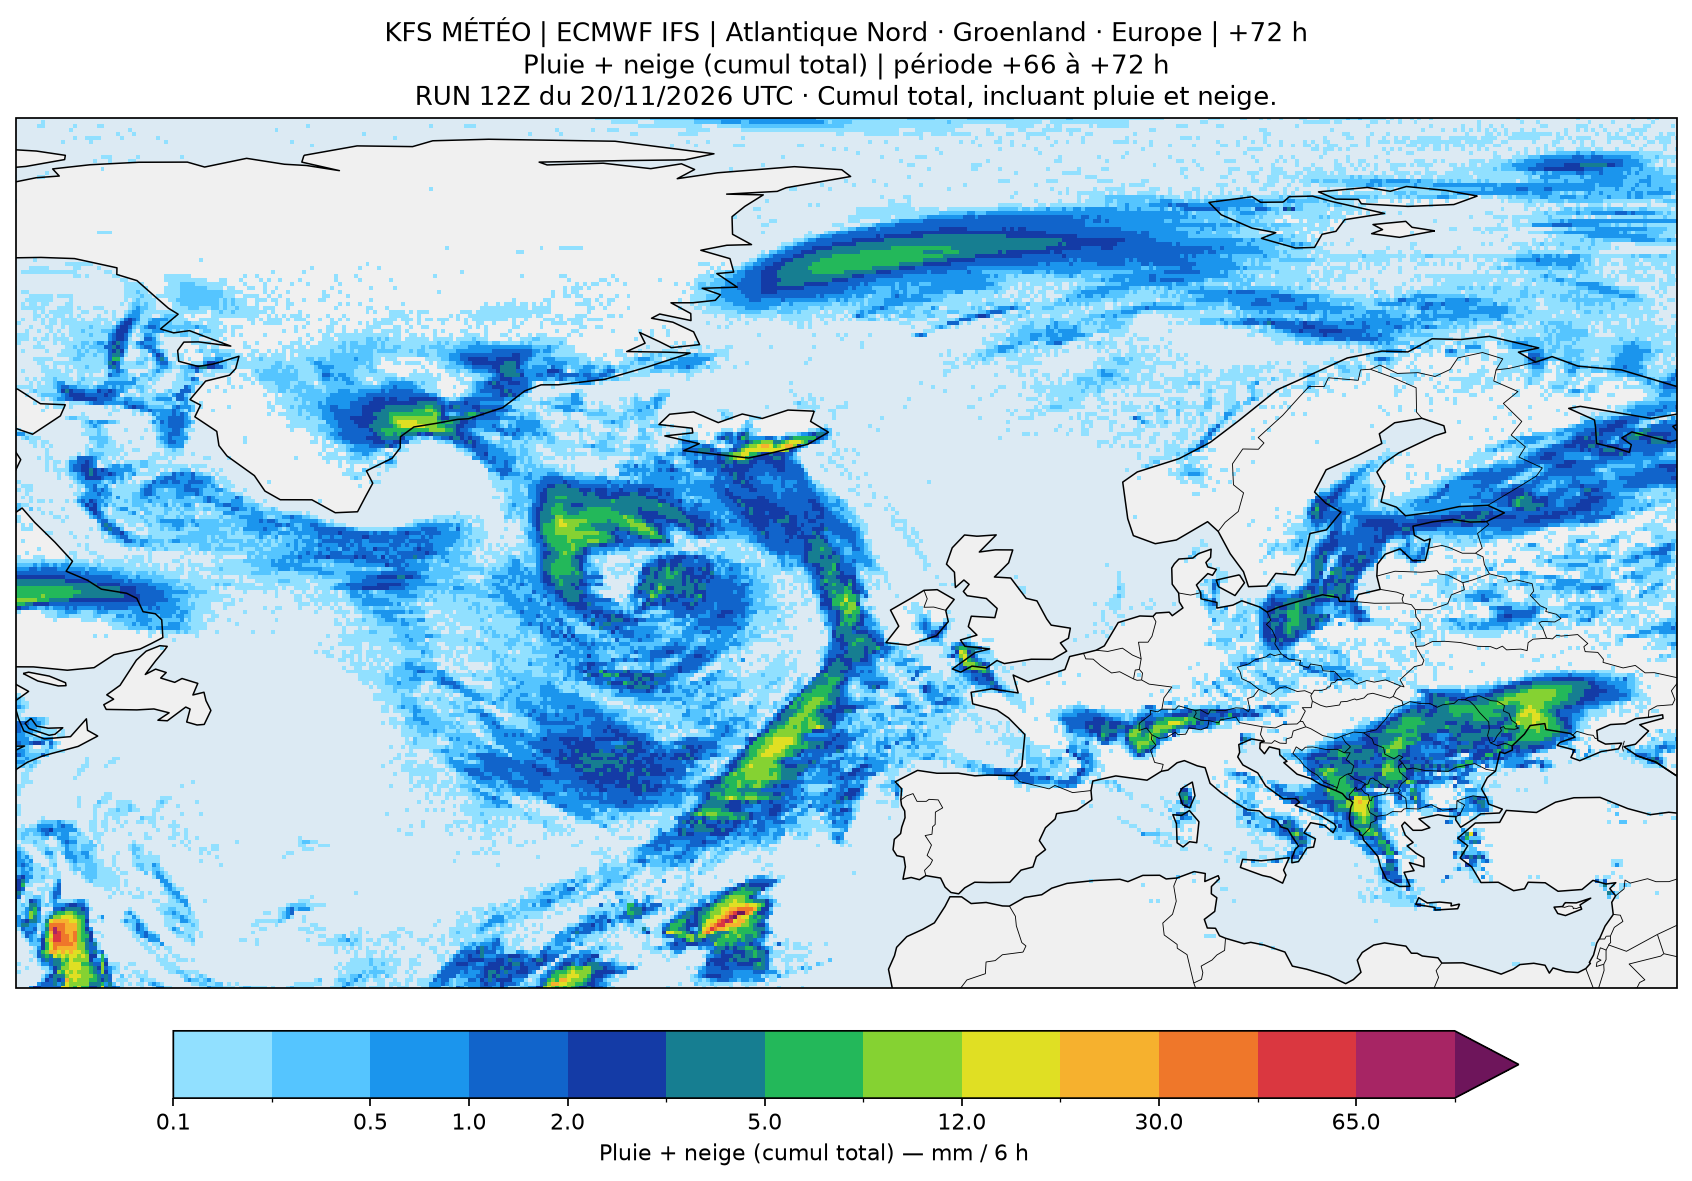 KFS MÉTÉO | ECMWF IFS | Atlantique Nord · Groenland · Europe | +72 h
Pluie + neige (cumul total) | période +66 à +72 h
RUN 12Z du 20/11/2026 UTC · Cumul total, incluant pluie et neige.
0.1 0.5 1.0 2.0 5.0 12.0 30.0 65.0
Pluie + neige (cumul total) — mm / 6 h